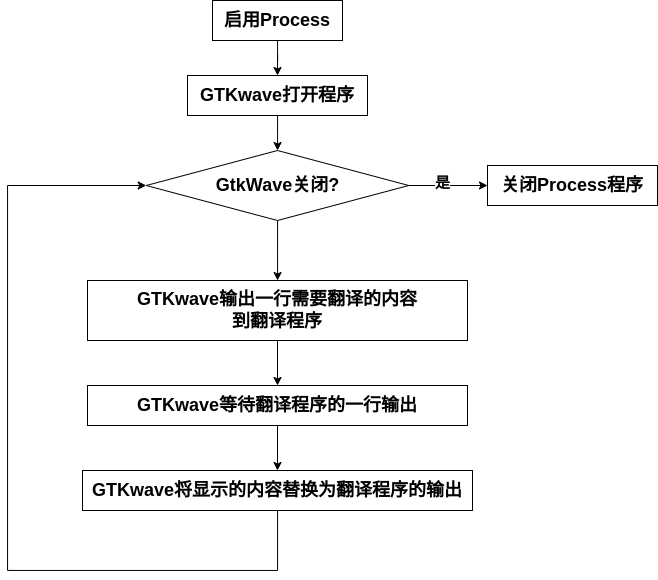 启用Process
GTKwave打开程序
GtkWave关闭?
是
关闭Process程序
GTKwave输出一行需要翻译的内容
到翻译程序
GTKwave等待翻译程序的一行输出
GTKwave将显示的内容替换为翻译程序的输出